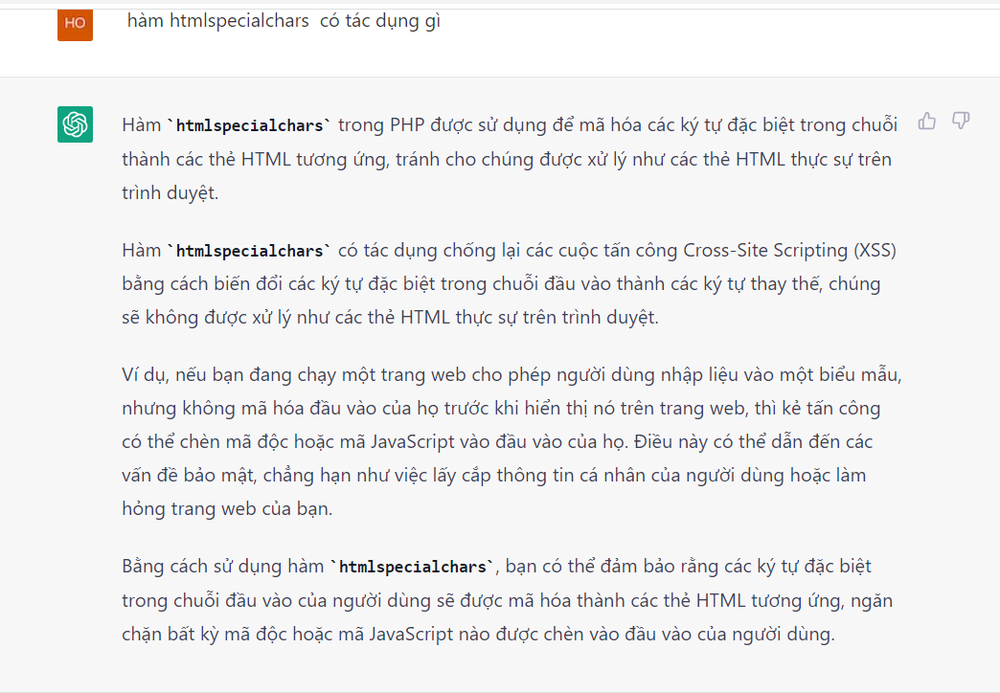 HO
hàm htmlspecialchars có tác dụng gì
Hàm `htmlspecialchars` trong PHP được sử dụng để mã hóa các ký tự đặc biệt trong chuỗi
thành các thẻ HTML tương ứng, tránh cho chúng được xử lý như các thẻ HTML thực sự trên
trình duyệt.
Hàm `htmlspecialchars` có tác dụng chống lại các cuộc tấn công Cross-Site Scripting (XSS)
bằng cách biến đổi các ký tự đặc biệt trong chuỗi đầu vào thành các ký tự thay thế, chúng
sẽ không được xử lý như các thẻ HTML thực sự trên trình duyệt.
Ví dụ, nếu bạn đang chạy một trang web cho phép người dùng nhập liệu vào một biểu mẫu,
nhưng không mã hóa đầu vào của họ trước khi hiển thị nó trên trang web, thì kẻ tấn công
có thể chèn mã độc hoặc mã JavaScript vào đầu vào của họ. Điều này có thể dẫn đến các
vấn đề bảo mật, chẳng hạn như việc lấy cắp thông tin cá nhân của người dùng hoặc làm
hỏng trang web của bạn.
Bằng cách sử dụng hàm `htmlspecialchars`, bạn có thể đảm bảo rằng các ký tự đặc biệt
trong chuỗi đầu vào của người dùng sẽ được mã hóa thành các thẻ HTML tương ứng, ngăn
chặn bất kỳ mã độc hoặc mã JavaScript nào được chèn vào đầu vào của người dùng.